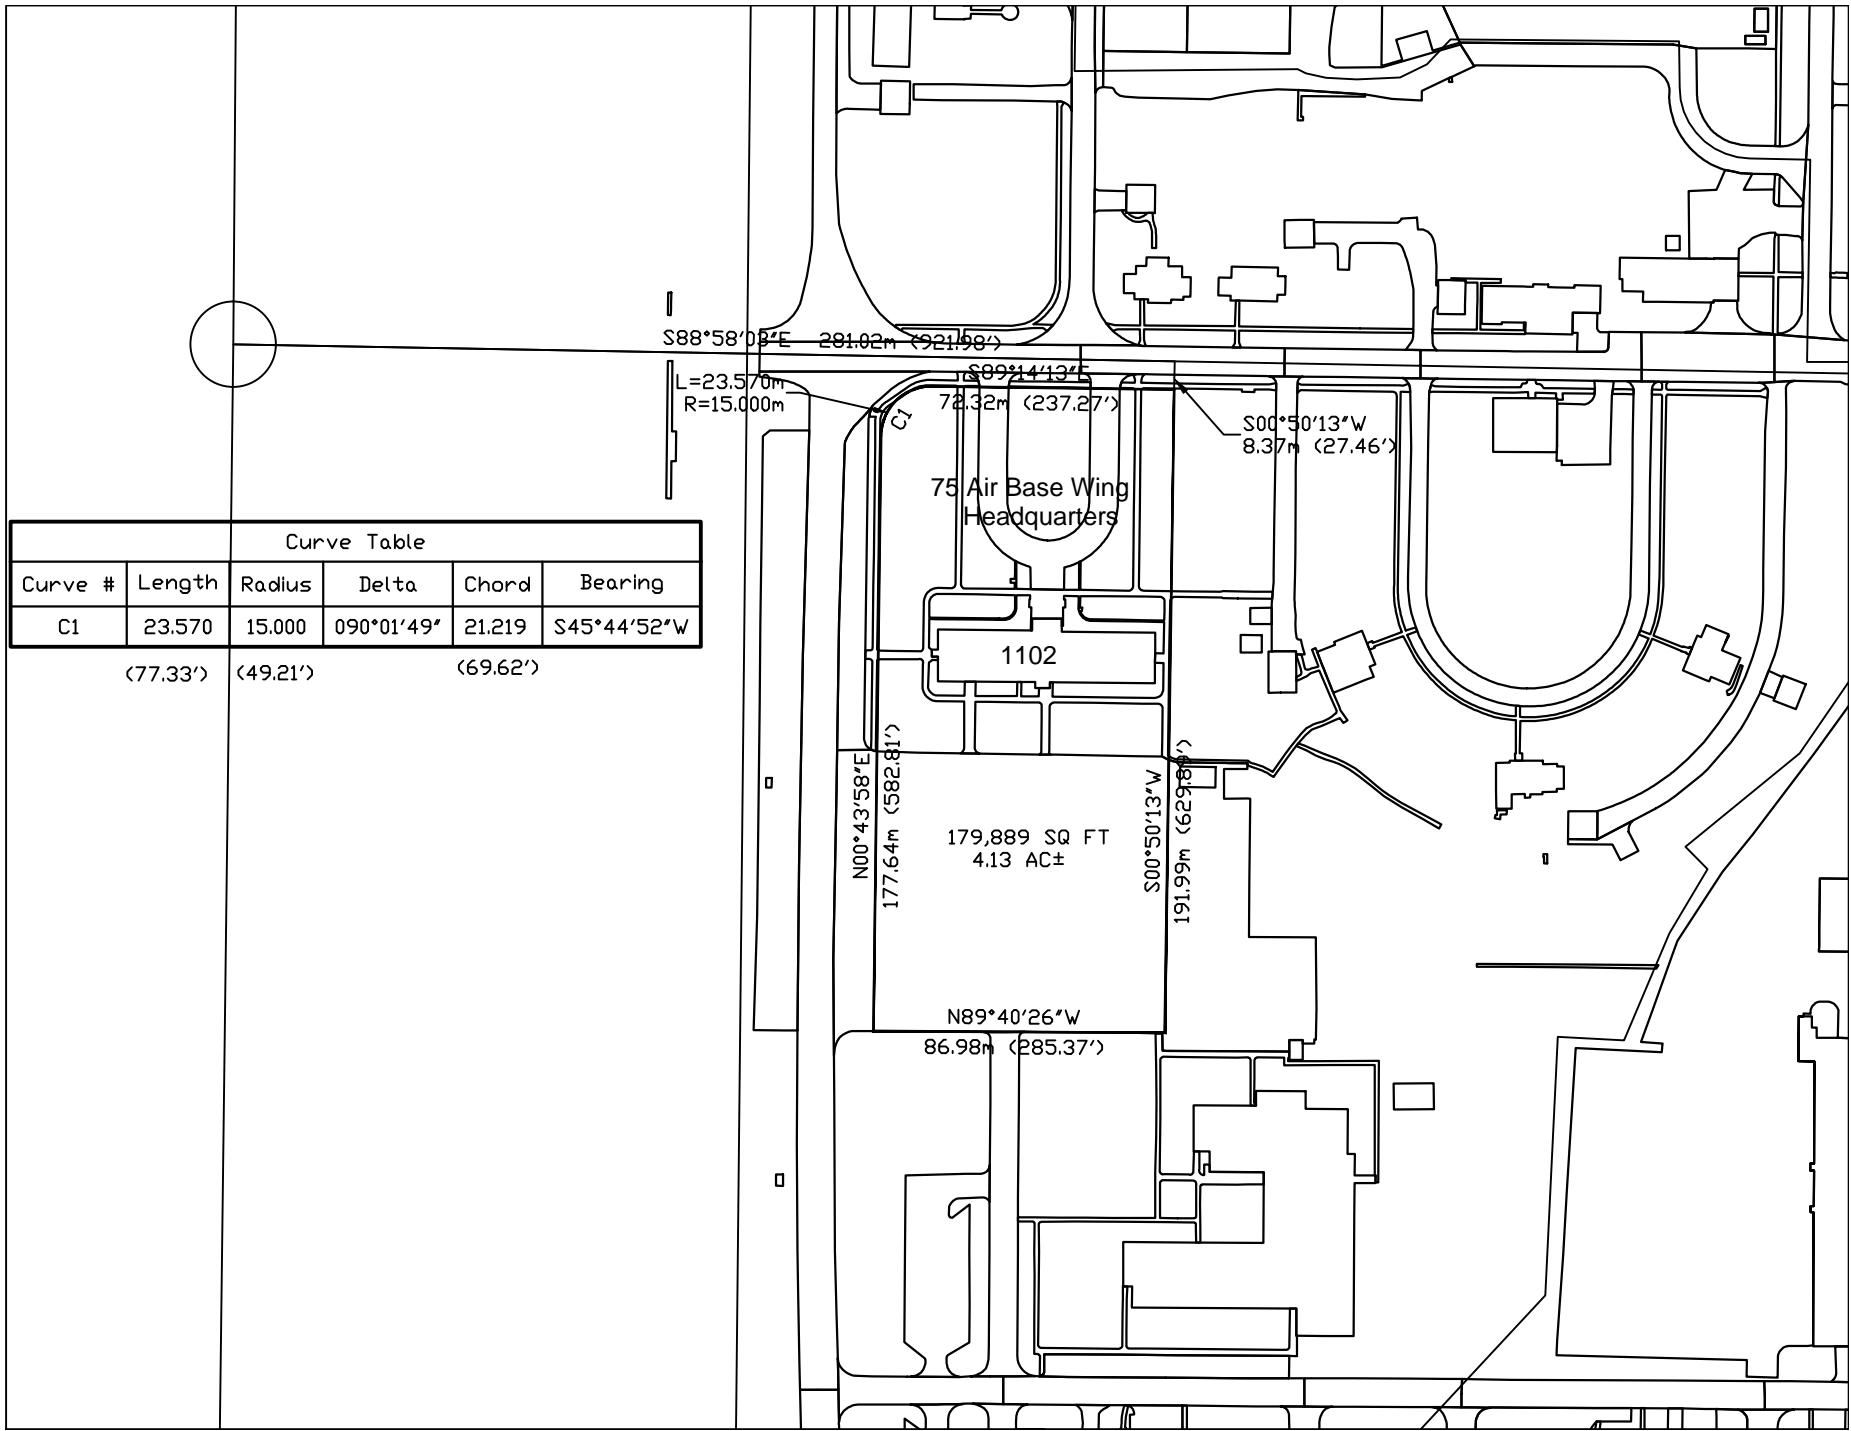 S88°58'03"E 281.02m (921.98')
S89°14'13"E
72.32m (237.27')
L=23.570m
R=15.000m
C1
S00°50'13"W
8.37m (27.46')
75 Air Base Wing
Headquarters
Curve Table
Curve # Length Radius Delta Chord Bearing
C1 23.570 15.000 090°01'49" 21.219 S45°44'52"W
(77.33') (49.21') (69.62')
1102
N00°43'58"E
177.64m (582.81')
179,889 SQ FT
4.13 AC±
S00°50'13"W
191.99m (629.89')
N89°40'26"W
86.98m (285.37')